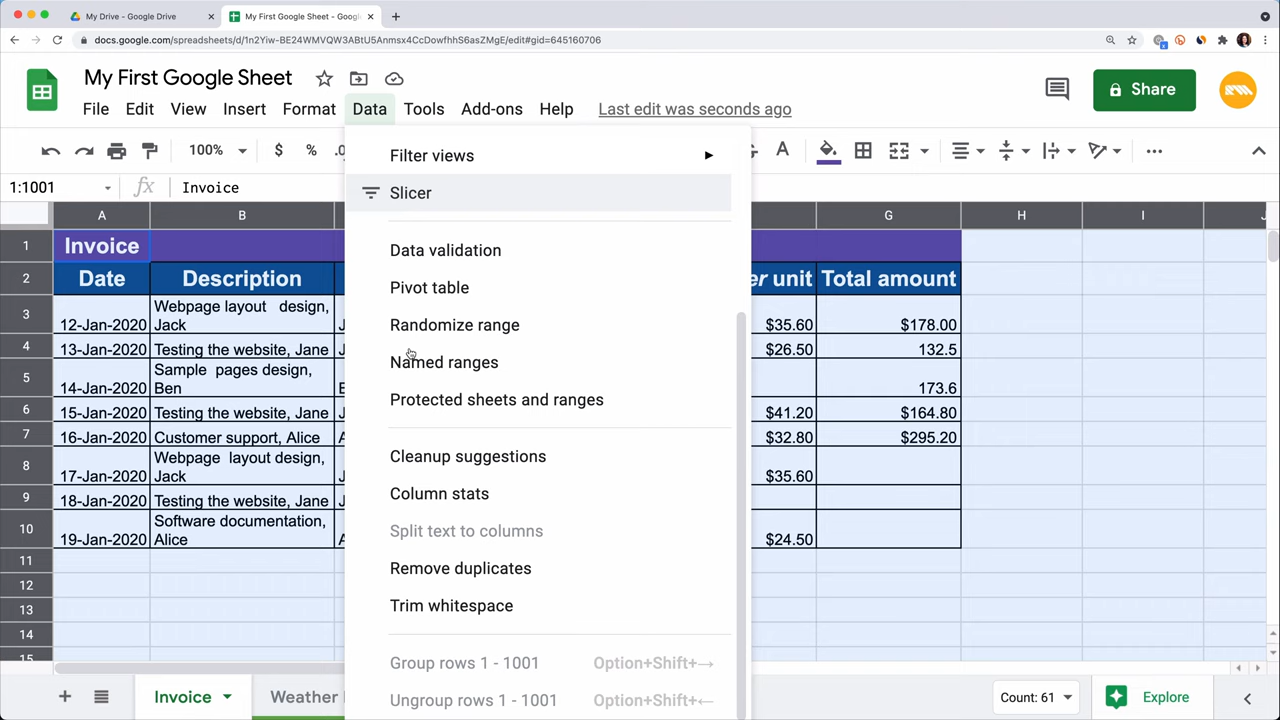 My Drive - Google Drive
My First Google Sheet - Goog
docs.google.com/spreadsheets/d/1n2Yiw-BE24WMVQW3ABtU5Anmsx4CcDowfhhS6asZMgE/edit#gid=645160706
My First Google Sheet
File Edit View Insert Format Data Tools Add-ons Help Last edit was seconds ago
Share
100% $ % .0 A
1:1001 fx Invoice
A B G H I J
1 Invoice
2 Date Description er unit Total amount
3 12-Jan-2020 Webpage layout design, Jack J $35.60 $178.00
4 13-Jan-2020 Testing the website, Jane J $26.50 132.5
5 14-Jan-2020 Sample pages design, Ben 173.6
6 15-Jan-2020 Testing the website, Jane J $41.20 $164.80
7 16-Jan-2020 Customer support, Alice $32.80 $295.20
8 17-Jan-2020 Webpage layout design, Jack J $35.60
9 18-Jan-2020 Testing the website, Jane J
10 19-Jan-2020 Software documentation, Alice $24.50
11
12
13
14
15
Filter views
Slicer
Data validation
Pivot table
Randomize range
Named ranges
Protected sheets and ranges
Cleanup suggestions
Column stats
Split text to columns
Remove duplicates
Trim whitespace
Group rows 1 - 1001 Option+Shift+→
Ungroup rows 1 - 1001 Option+Shift+←
Invoice Weather
Count: 61 Explore